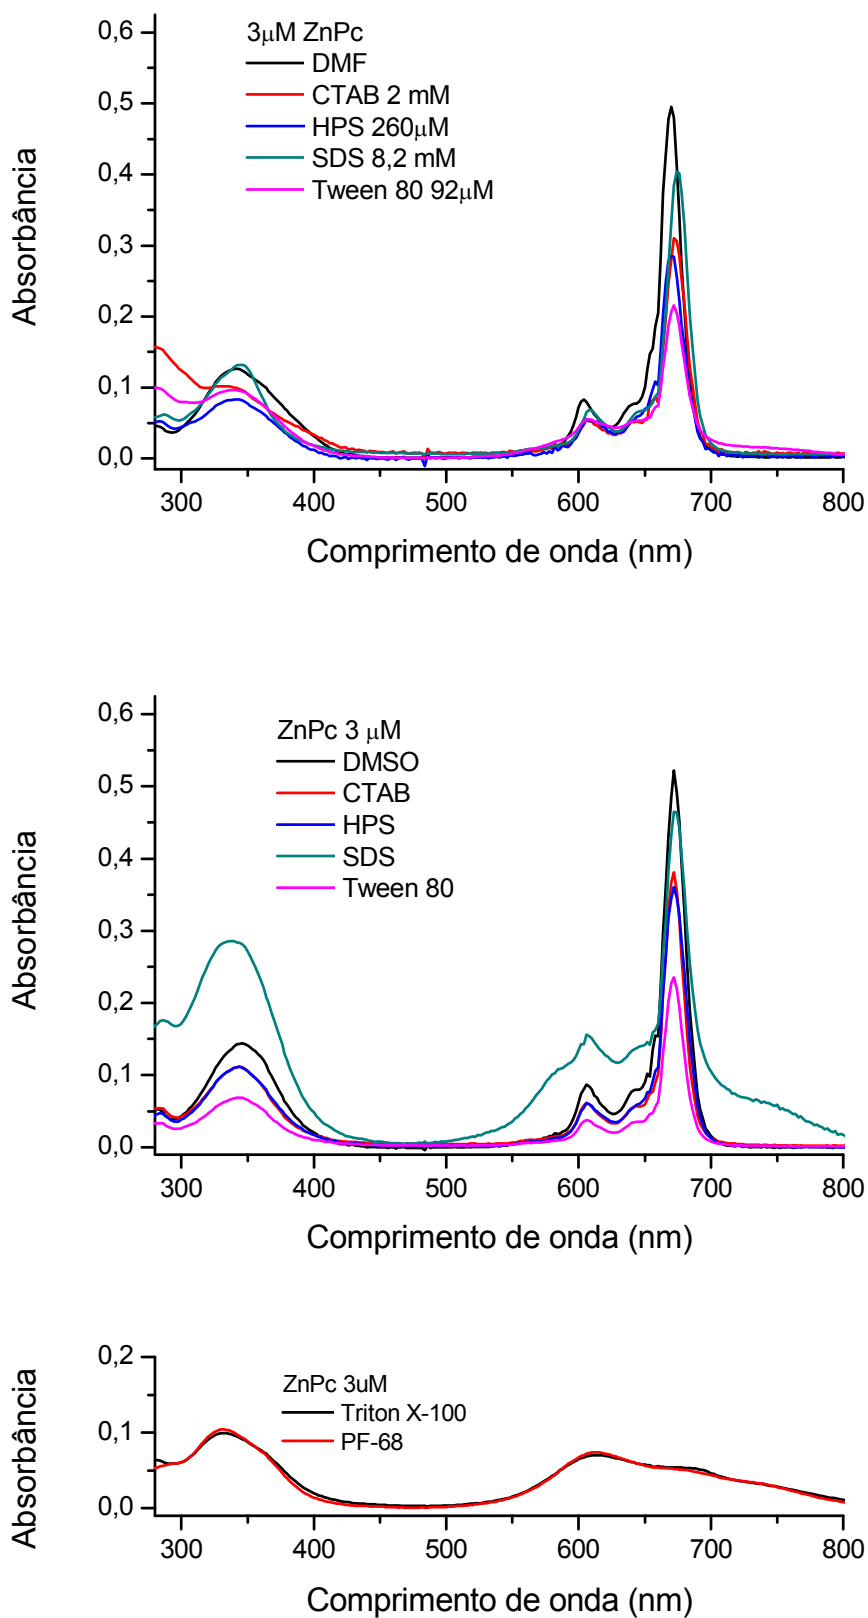 3μM ZnPc
DMF
CTAB 2 mM
HPS 260μM
SDS 8,2 mM
Tween 80 92μM
Absorbância
0,6
0,5
0,4
0,3
0,2
0,1
0,0
300 400 500 600 700 800
Comprimento de onda (nm)
ZnPc 3 μM
DMSO
CTAB
HPS
SDS
Tween 80
Absorbância
0,6
0,5
0,4
0,3
0,2
0,1
0,0
300 400 500 600 700 800
Comprimento de onda (nm)
ZnPc 3uM
Triton X-100
PF-68
Absorbância
0,2
0,1
0,0
300 400 500 600 700 800
Comprimento de onda (nm)